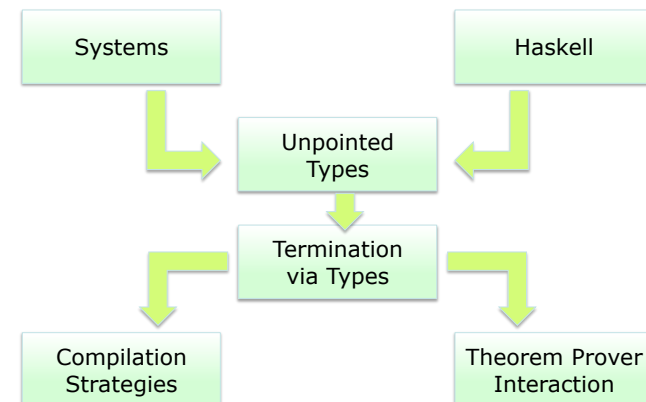 Systems
Haskell
Unpointed
Types
Termination
via Types
Compilation
Strategies
Theorem Prover
Interaction